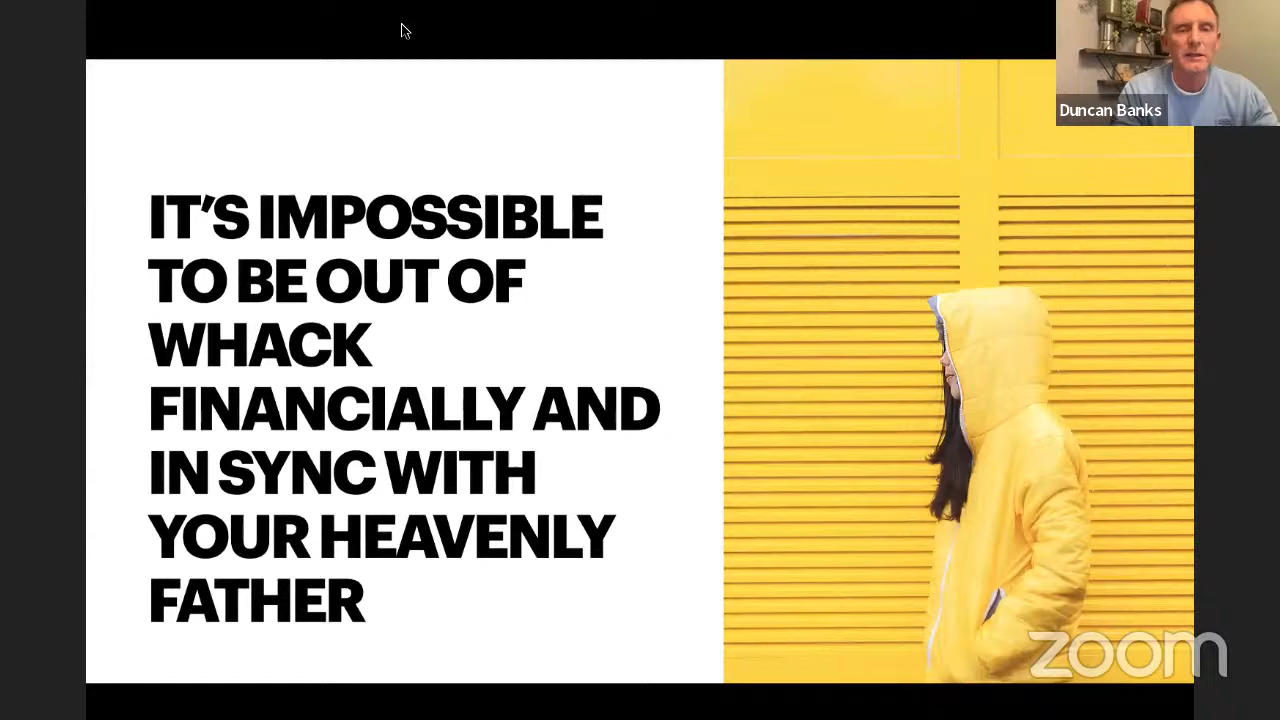 IT'S IMPOSSIBLE
TO BE OUT OF
WHACK
FINANCIALLY AND
IN SYNC WITH
YOUR HEAVENLY
FATHER
Duncan Banks
zoom